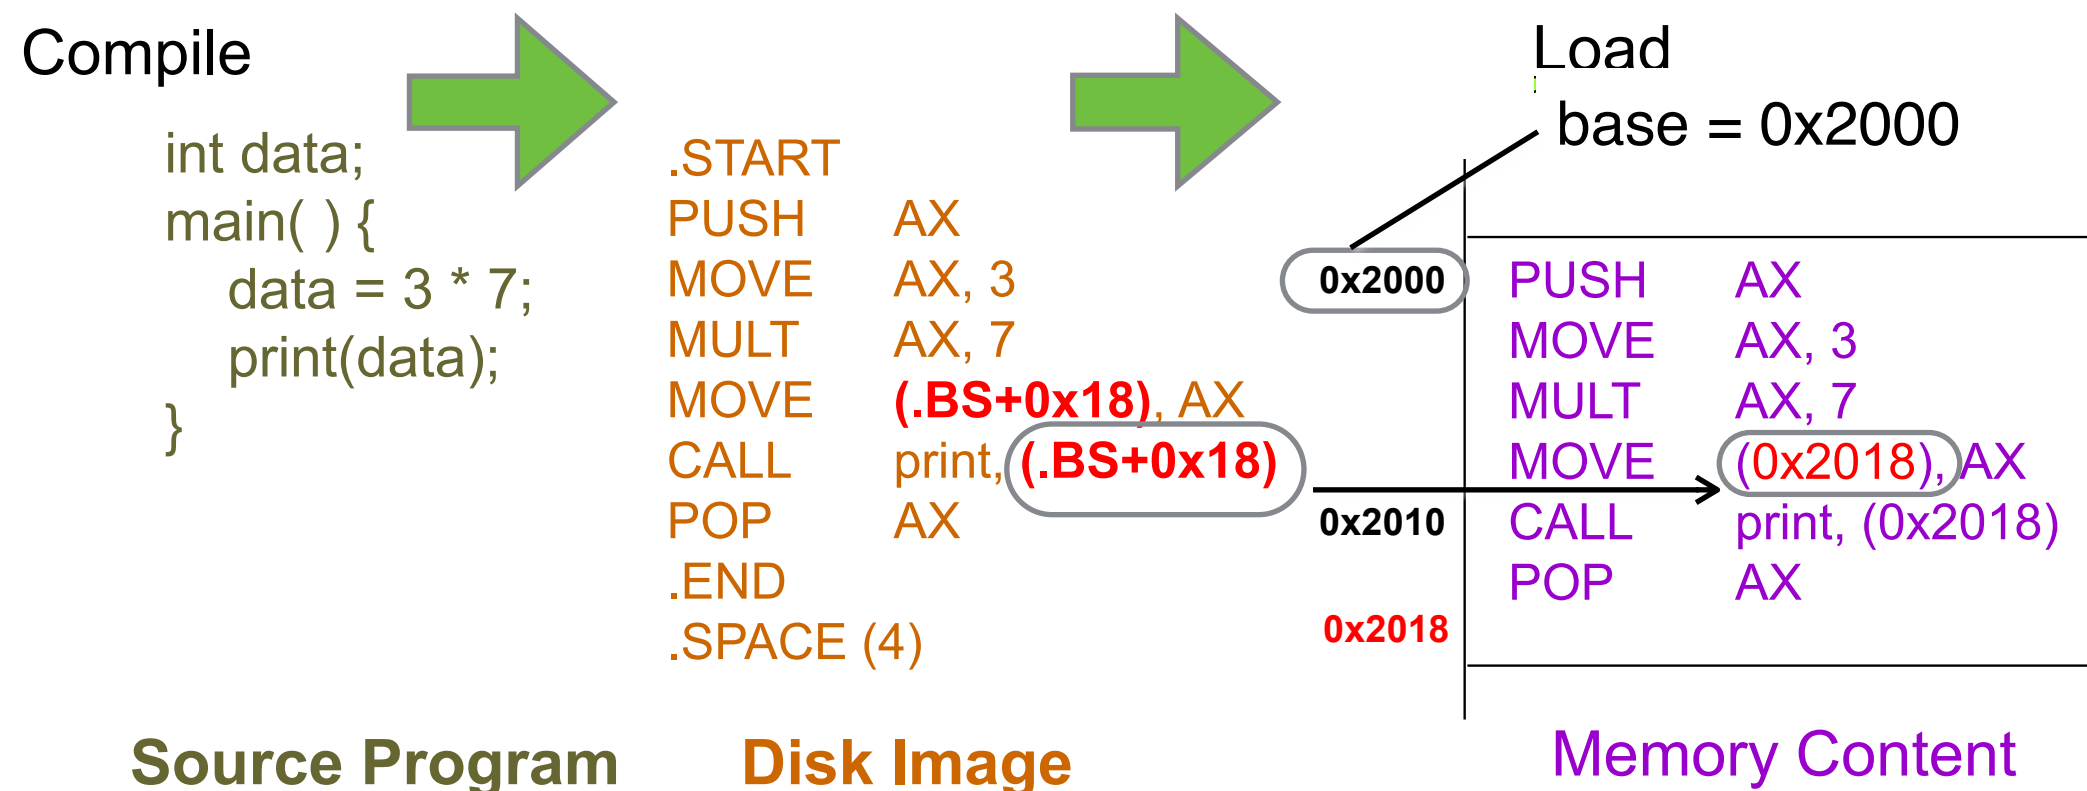 Compile
int data;
main( ) {
data = 3 * 7;
print(data);
}
Source Program
.START
PUSH AX
MOVE AX, 3
MULT AX, 7
MOVE (.BS+0x18), AX
CALL print, (.BS+0x18)
POP AX
.END
.SPACE (4)
Disk Image
Load
base = 0x2000
0x2000 PUSH AX
MOVE AX, 3
MULT AX, 7
MOVE (0x2018), AX
0x2010 CALL print, (0x2018)
POP AX
0x2018
Memory Content